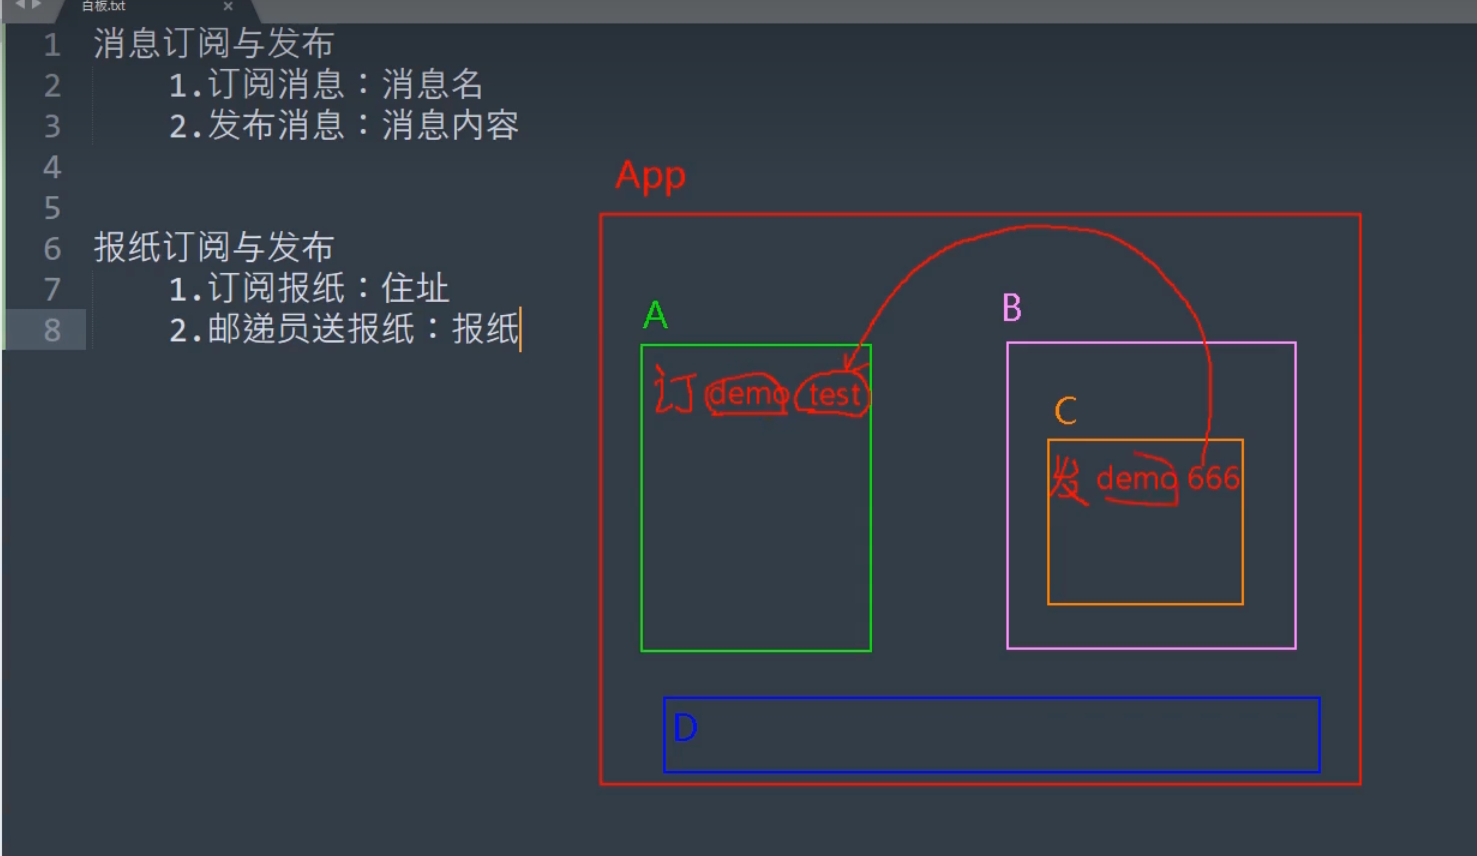 白板.txt ×
1 消息订阅与发布
2 1.订阅消息：消息名
3 2.发布消息：消息内容
4
5
6 报纸订阅与发布
7 1.订阅报纸：住址
8 2.邮递员送报纸：报纸
App
A
B
订 demo test
C
发 demo 666
D